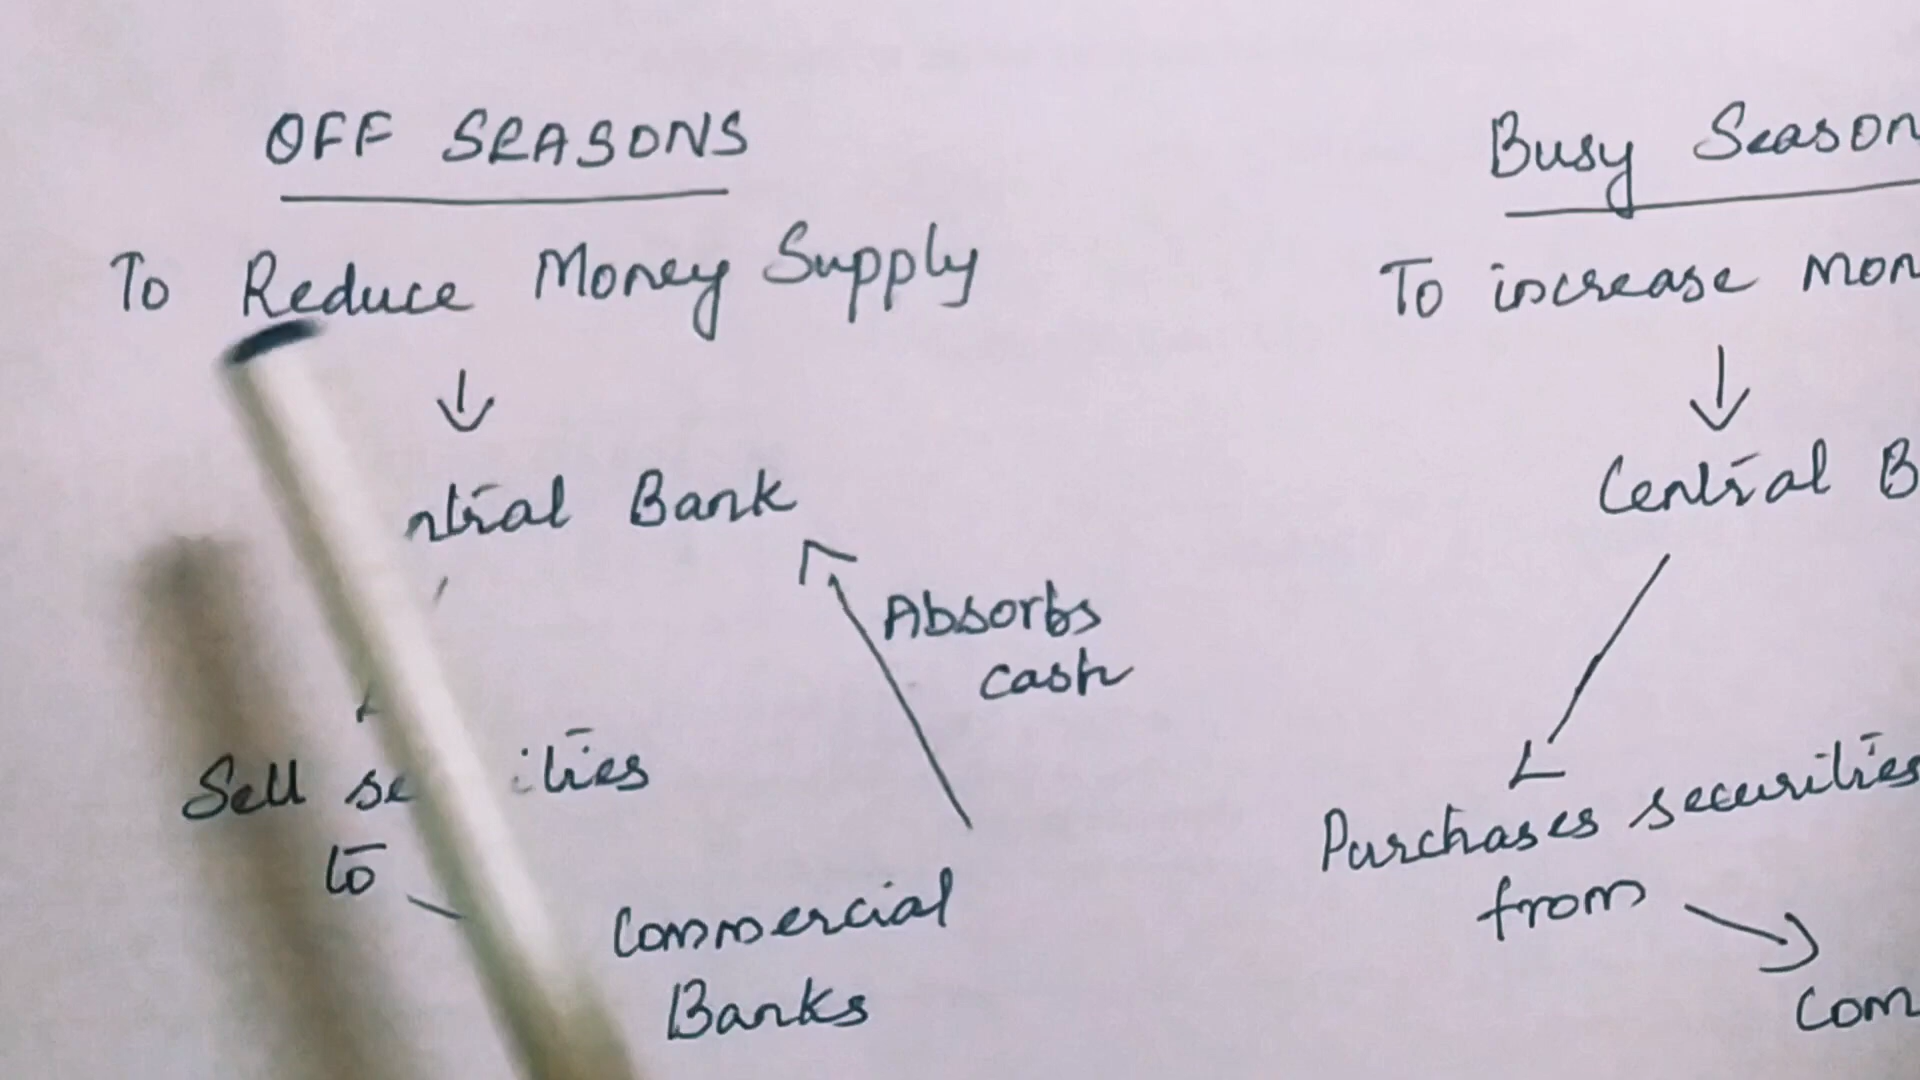 OFF SEASONS
To Reduce Money Supply
Bank
Absorbs
cash
Sell
to
Commercial
Banks
Busy Season
To increase
Central
Purchases securities
from